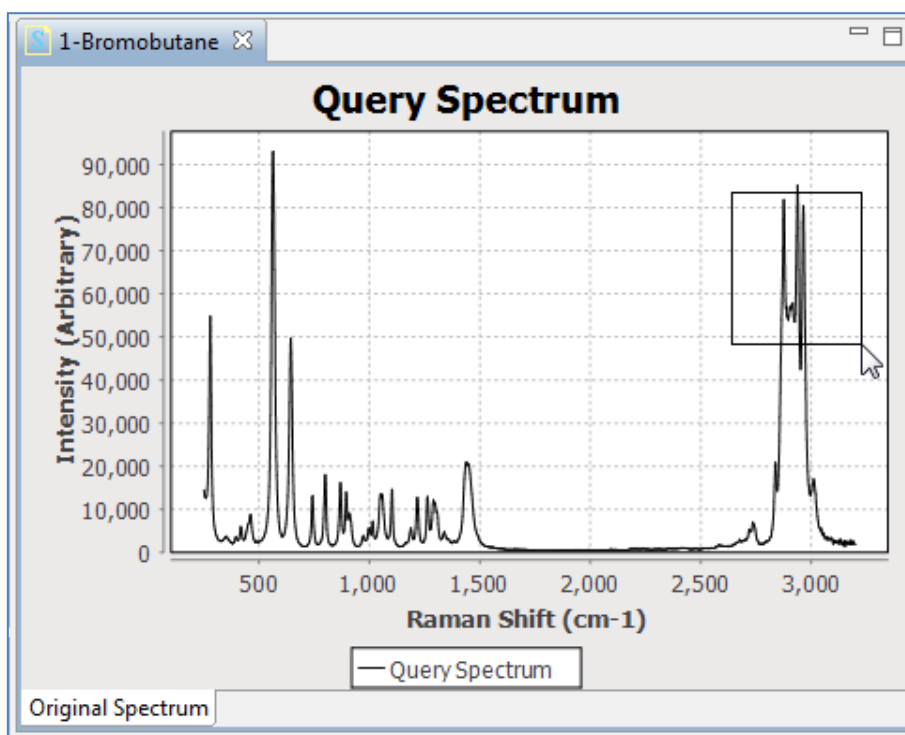 1-Bromobutane
Query Spectrum
Intensity (Arbitrary)
90,000
80,000
70,000
60,000
50,000
40,000
30,000
20,000
10,000
0
500 1,000 1,500 2,000 2,500 3,000
Raman Shift (cm-1)
Query Spectrum
Original Spectrum